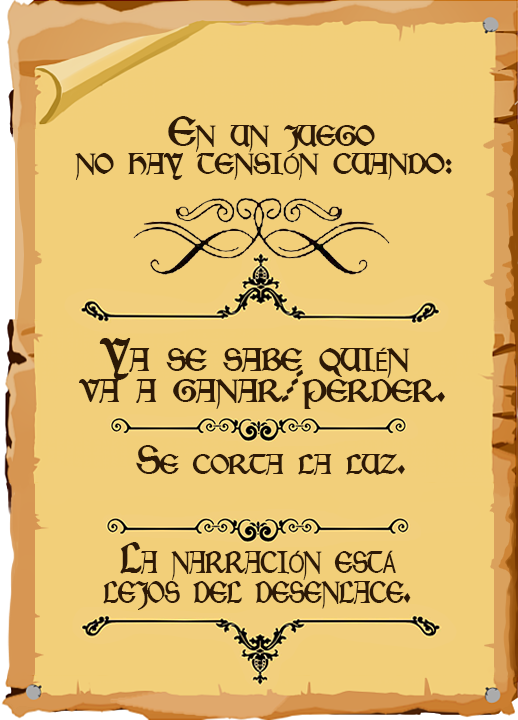 En un juego
no hay tensión cuando:
Ya se sabe quién
va a ganar/perder.
Se corta la luz.
La narración está
lejos del desenlace.